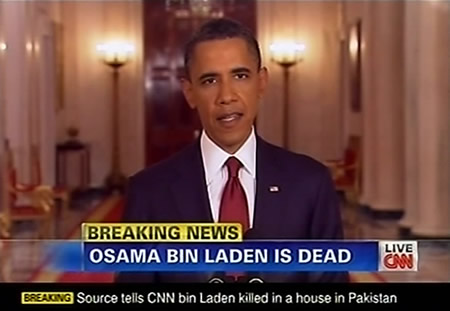 BREAKING NEWS
OSAMA BIN LADEN IS DEAD
LIVE
CNN
BREAKING Source tells CNN bin Laden killed in a house in Pakistan